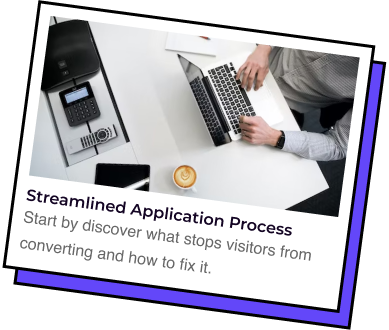 Streamlined Application Process
Start by discover what stops visitors from
converting and how to fix it.